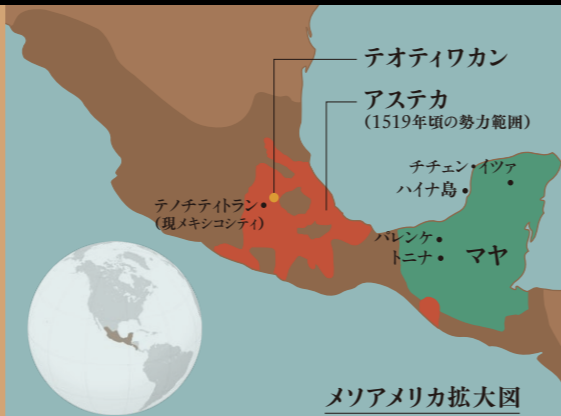 テオティワカン
アステカ
(1519年頃の勢力範囲)
チチェン・イツァ
ハイナ島
テノチティトラン
(現メキシコシティ)
パレンケ
トニナ
マヤ
メソアメリカ拡大図